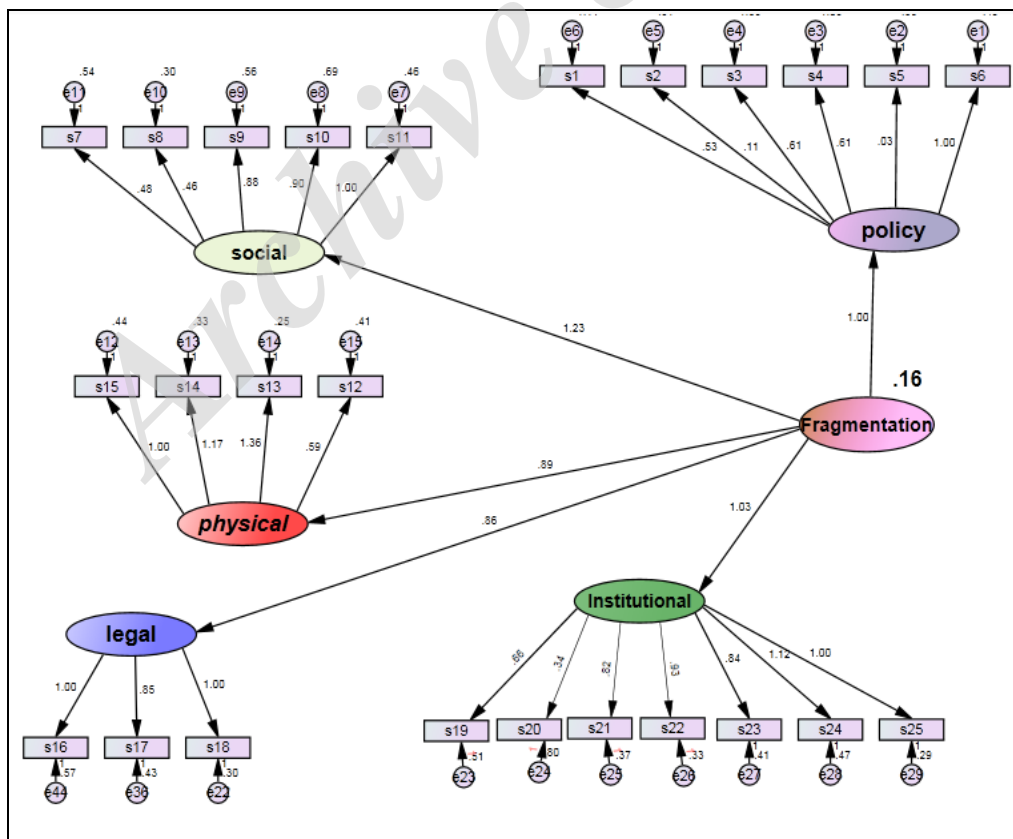 e6 e5 e4 e3 e2 e1
1 1 1 1 1 1
s1 s2 s3 s4 s5 s6
.53 .11 .61 .61 .03 1.00
policy
.54 .30 .56 .69 .46
e11 e10 e9 e8 e7
1 1 1 1 1
s7 s8 s9 s10 s11
.48 .46 .88 .90 1.00
social
1.23
1.00
.44 .33 .25 .41
e12 e13 e14 e15
1 1 1 1
s15 s14 s13 s12
1.00 1.17 1.36 .59
physical
.16
Fragmentation
.89
.86
1.03
legal
1.00 .85 1.00
s16 s17 s18
1 1 1
.57 .43 .30
e44 e36 e22
Institutional
.66 .34 .82 .93 .84 1.12 1.00
s19 s20 s21 s22 s23 s24 s25
1 1 1
.51 .80 .37 .33 .41 .47 .29
e23 e24 e25 e26 e27 e28 e29
Archive